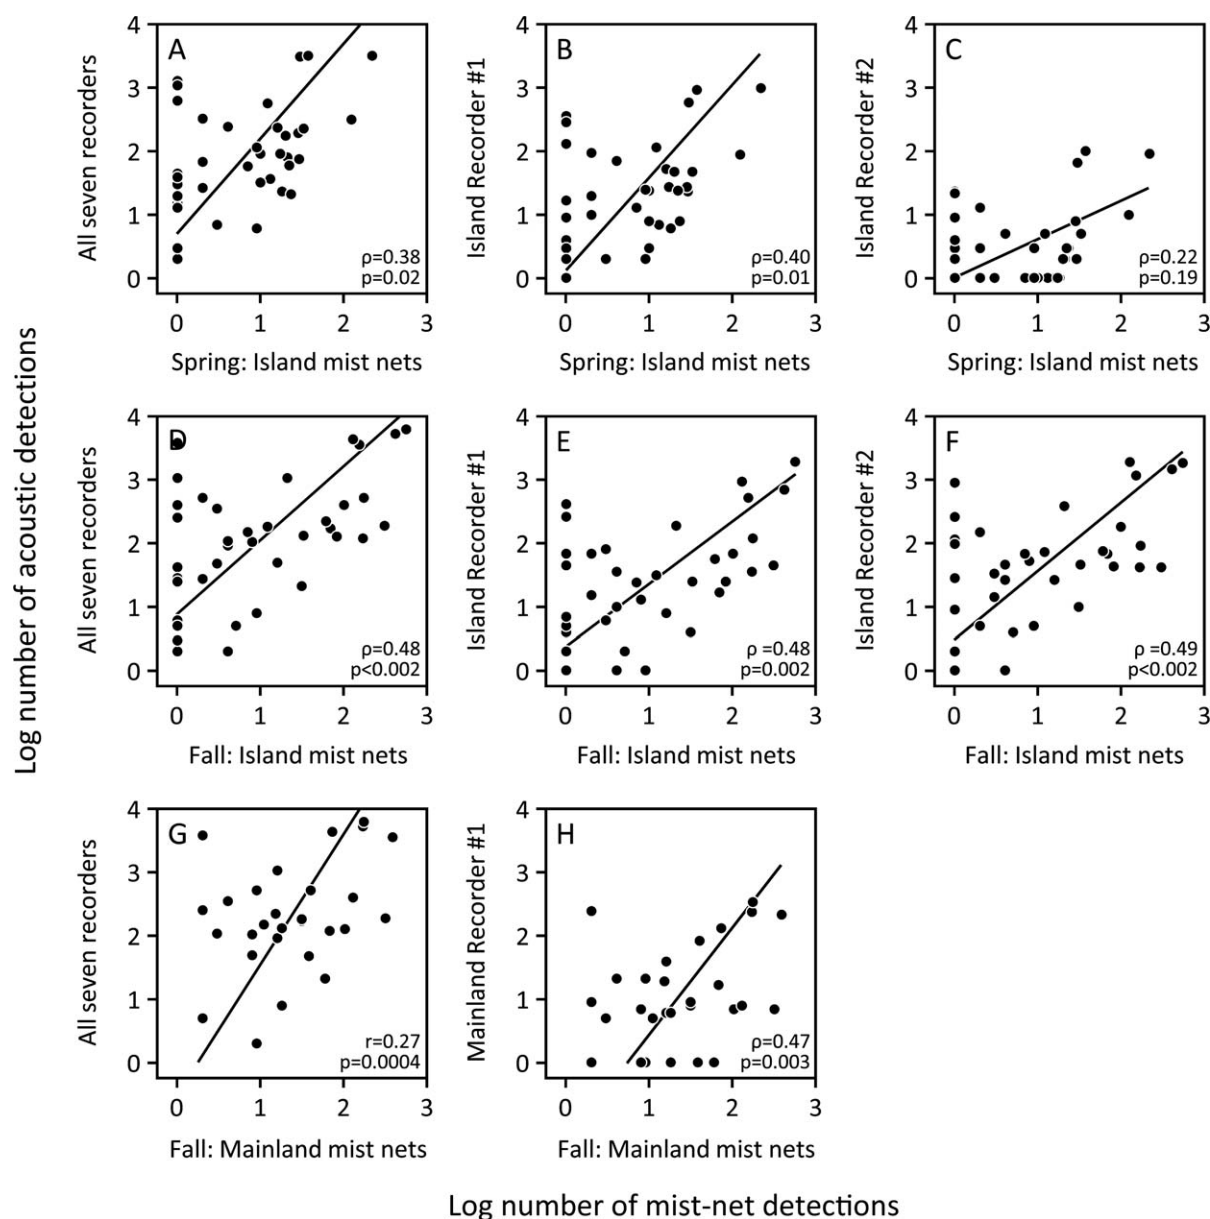 Log number of acoustic detections
All seven recorders
4
3
2
1
0
A
ρ=0.38
p=0.02
0 1 2 3
Spring: Island mist nets
Island Recorder #1
4
3
2
1
0
B
ρ=0.40
p=0.01
0 1 2 3
Spring: Island mist nets
Island Recorder #2
4
3
2
1
0
C
ρ=0.22
p=0.19
0 1 2 3
Spring: Island mist nets
All seven recorders
4
3
2
1
0
D
ρ=0.48
p<0.002
0 1 2 3
Fall: Island mist nets
Island Recorder #1
4
3
2
1
0
E
ρ =0.48
p=0.002
0 1 2 3
Fall: Island mist nets
Island Recorder #2
4
3
2
1
0
F
ρ =0.49
p<0.002
0 1 2 3
Fall: Island mist nets
All seven recorders
4
3
2
1
0
G
r=0.27
p=0.0004
0 1 2 3
Fall: Mainland mist nets
Mainland Recorder #1
4
3
2
1
0
H
ρ=0.47
p=0.003
0 1 2 3
Fall: Mainland mist nets
Log number of mist-net detections